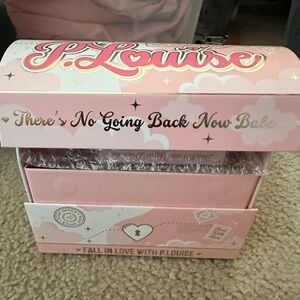 P.Louise
There's No Going Back Now Babe
FALL IN LOVE WITH P.LOUISE